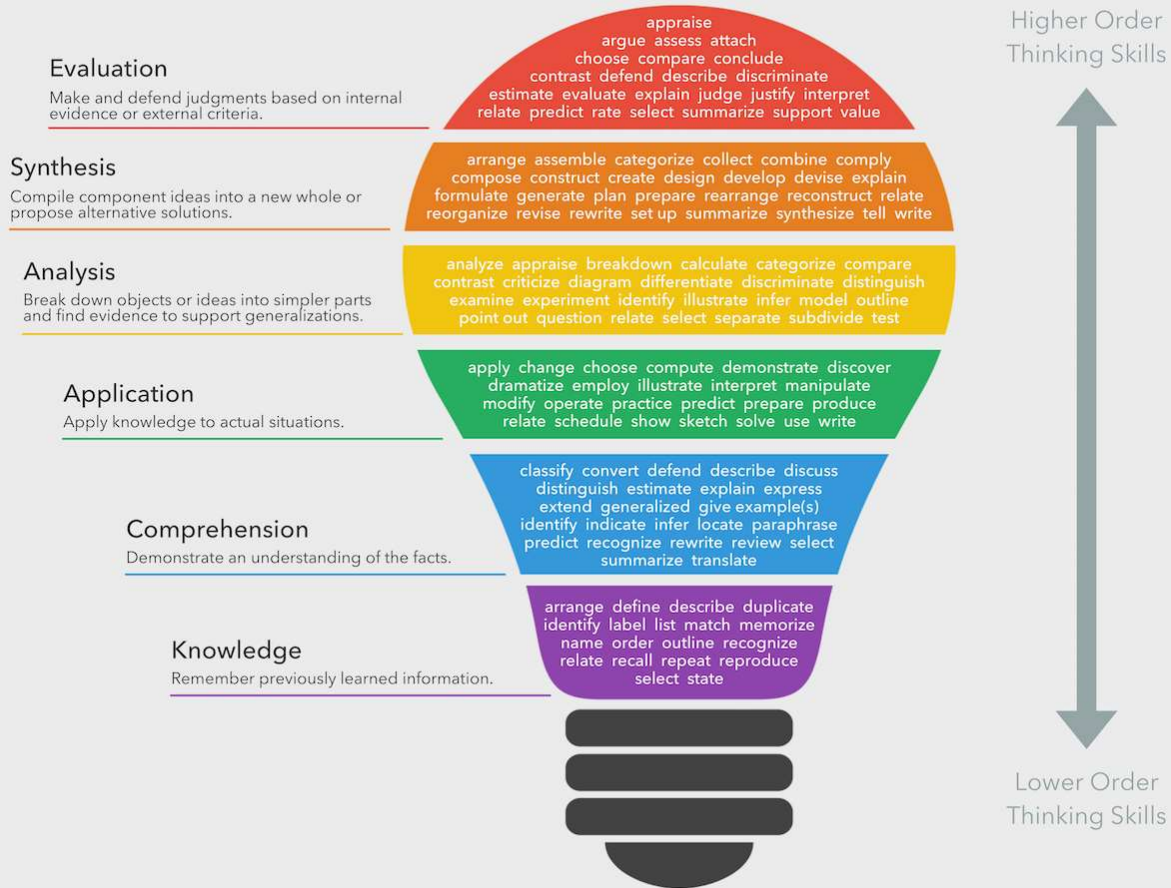 Higher Order
Thinking Skills
Evaluation
Make and defend judgments based on internal
evidence or external criteria.
appraise
argue assess attach
choose compare conclude
contrast defend describe discriminate
estimate evaluate explain judge justify interpret
relate predict rate select summarize support value
Synthesis
Compile component ideas into a new whole or
propose alternative solutions.
arrange assemble categorize collect combine comply
compose construct create design develop devise explain
formulate generate plan prepare rearrange reconstruct relate
reorganize revise rewrite set up summarize synthesize tell write
Analysis
Break down objects or ideas into simpler parts
and find evidence to support generalizations.
analyze appraise breakdown calculate categorize compare
contrast criticize diagram differentiate discriminate distinguish
examine experiment identify illustrate infer model outline
point out question relate select separate subdivide test
Application
Apply knowledge to actual situations.
apply change choose compute demonstrate discover
dramatize employ illustrate interpret manipulate
modify operate practice predict prepare produce
relate schedule show sketch solve use write
Comprehension
Demonstrate an understanding of the facts.
classify convert defend describe discuss
distinguish estimate explain express
extend generalized give example(s)
identify indicate infer locate paraphrase
predict recognize rewrite review select
summarize translate
Knowledge
Remember previously learned information.
arrange define describe duplicate
identify label list match memorize
name order outline recognize
relate recall repeat reproduce
select state
Lower Order
Thinking Skills